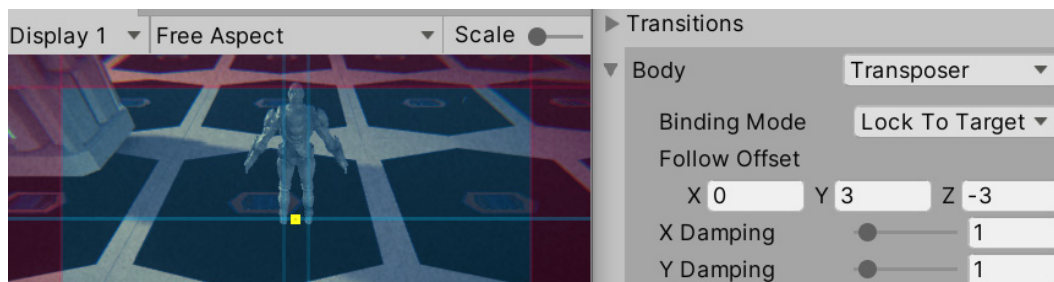 Display 1 Free Aspect Scale
Transitions
Body Transposer
Binding Mode Lock To Target
Follow Offset
X 0 Y 3 Z -3
X Damping 1
Y Damping 1